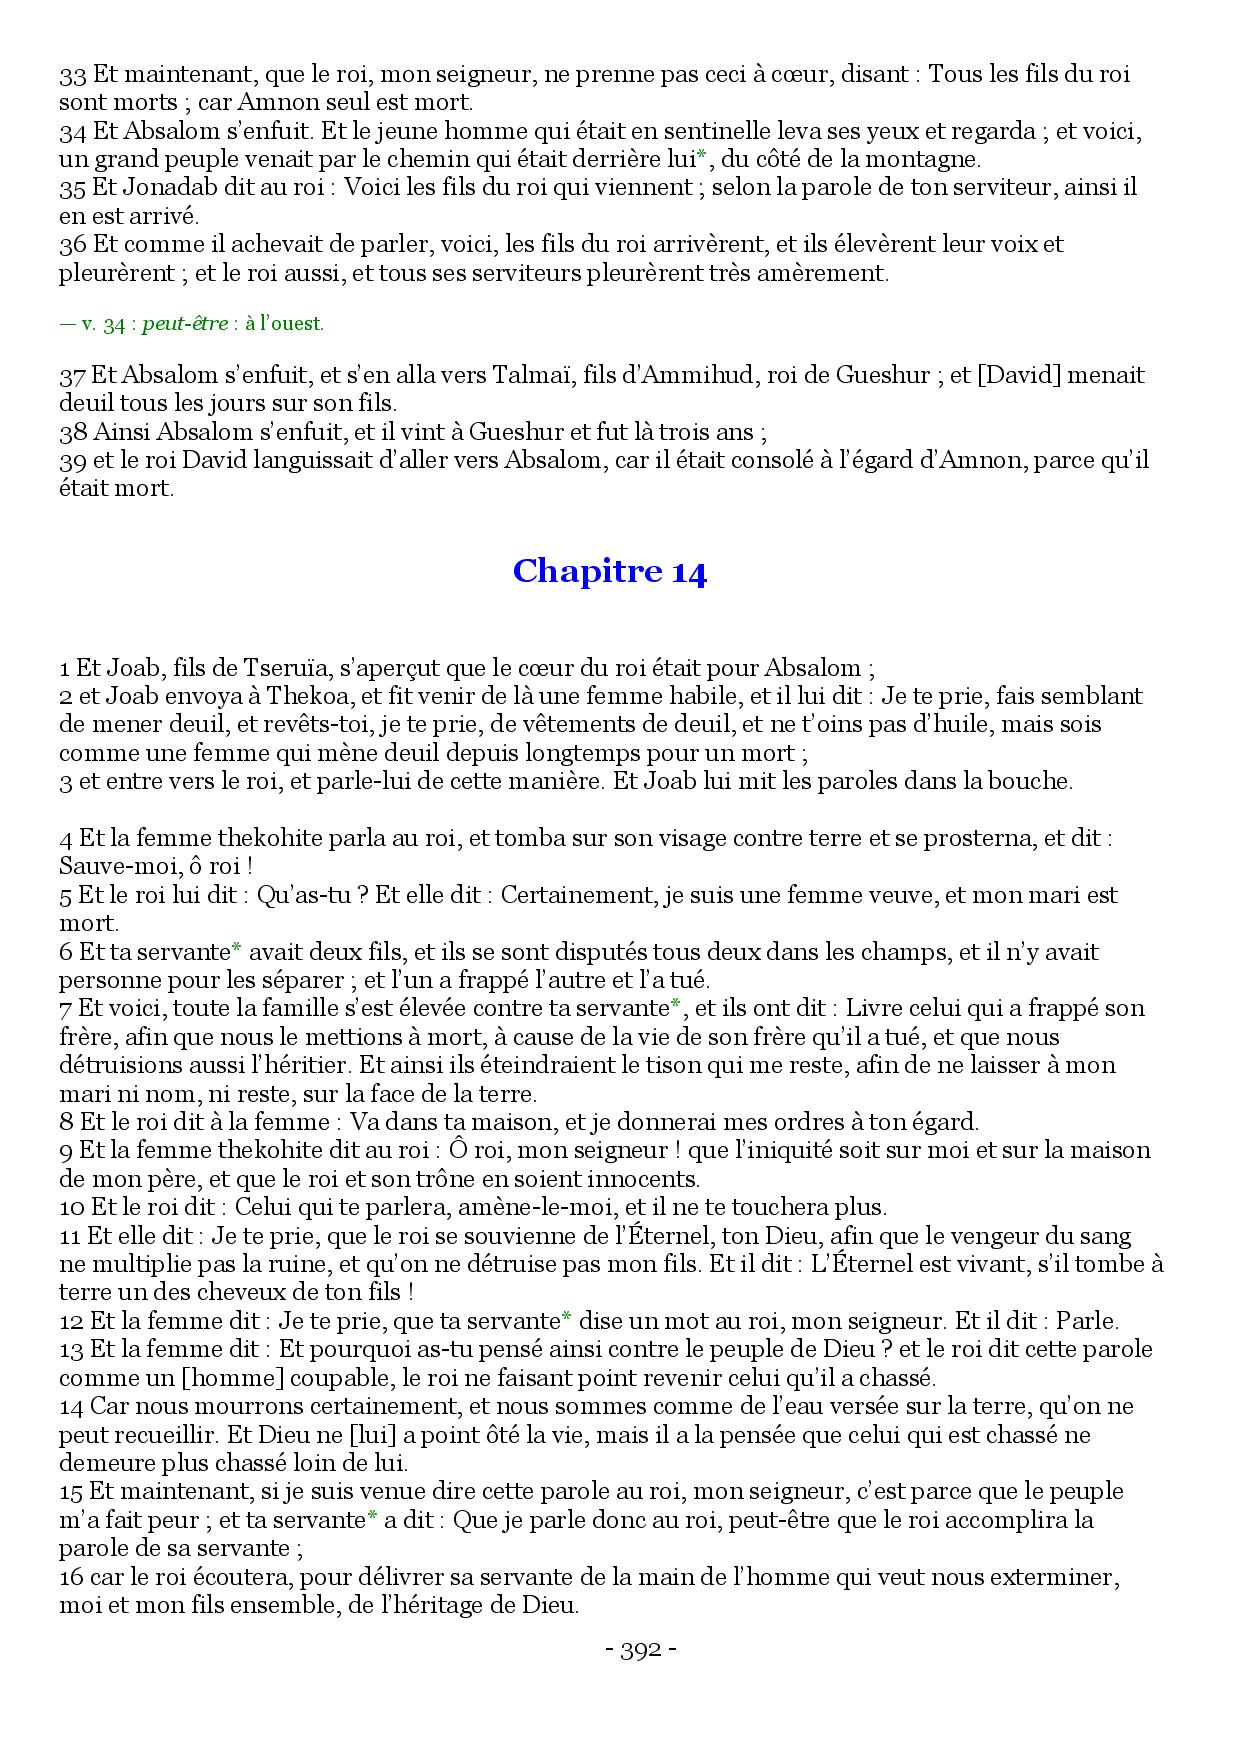 33 Et maintenant, que le roi, mon seigneur, ne prenne pas ceci à cœur, disant : Tous les fils du roi
sont morts ; car Amnon seul est mort.
34 Et Absalom s’enfuit. Et le jeune homme qui était en sentinelle leva ses yeux et regarda ; et voici,
un grand peuple venait par le chemin qui était derrière lui*, du côté de la montagne.
35 Et Jonadab dit au roi : Voici les fils du roi qui viennent ; selon la parole de ton serviteur, ainsi il
en est arrivé.
36 Et comme il achevait de parler, voici, les fils du roi arrivèrent, et ils élevèrent leur voix et
pleurèrent ; et le roi aussi, et tous ses serviteurs pleurèrent très amèrement.
— v. 34 : peut-être : à l’ouest.
37 Et Absalom s’enfuit, et s’en alla vers Talmaï, fils d’Ammihud, roi de Gueshur ; et [David] menait
deuil tous les jours sur son fils.
38 Ainsi Absalom s’enfuit, et il vint à Gueshur et fut là trois ans ;
39 et le roi David languissait d’aller vers Absalom, car il était consolé à l’égard d’Amnon, parce qu’il
était mort.
Chapitre 14
1 Et Joab, fils de Tseruïa, s’aperçut que le cœur du roi était pour Absalom ;
2 et Joab envoya à Thekoa, et fit venir de là une femme habile, et il lui dit : Je te prie, fais semblant
de mener deuil, et revêts-toi, je te prie, de vêtements de deuil, et ne t’oins pas d’huile, mais sois
comme une femme qui mène deuil depuis longtemps pour un mort ;
3 et entre vers le roi, et parle-lui de cette manière. Et Joab lui mit les paroles dans la bouche.
4 Et la femme thekohite parla au roi, et tomba sur son visage contre terre et se prosterna, et dit :
Sauve-moi, ô roi !
5 Et le roi lui dit : Qu’as-tu ? Et elle dit : Certainement, je suis une femme veuve, et mon mari est
mort.
6 Et ta servante* avait deux fils, et ils se sont disputés tous deux dans les champs, et il n’y avait
personne pour les séparer ; et l’un a frappé l’autre et l’a tué.
7 Et voici, toute la famille s’est élevée contre ta servante*, et ils ont dit : Livre celui qui a frappé son
frère, afin que nous le mettions à mort, à cause de la vie de son frère qu’il a tué, et que nous
détruisions aussi l’héritier. Et ainsi ils éteindraient le tison qui me reste, afin de ne laisser à mon
mari ni nom, ni reste, sur la face de la terre.
8 Et le roi dit à la femme : Va dans ta maison, et je donnerai mes ordres à ton égard.
9 Et la femme thekohite dit au roi : Ô roi, mon seigneur ! que l’iniquité soit sur moi et sur la maison
de mon père, et que le roi et son trône en soient innocents.
10 Et le roi dit : Celui qui te parlera, amène-le-moi, et il ne te touchera plus.
11 Et elle dit : Je te prie, que le roi se souvienne de l’Éternel, ton Dieu, afin que le vengeur du sang
ne multiplie pas la ruine, et qu’on ne détruise pas mon fils. Et il dit : L’Éternel est vivant, s’il tombe à
terre un des cheveux de ton fils !
12 Et la femme dit : Je te prie, que ta servante* dise un mot au roi, mon seigneur. Et il dit : Parle.
13 Et la femme dit : Et pourquoi as-tu pensé ainsi contre le peuple de Dieu ? et le roi dit cette parole
comme un [homme] coupable, le roi ne faisant point revenir celui qu’il a chassé.
14 Car nous mourrons certainement, et nous sommes comme de l’eau versée sur la terre, qu’on ne
peut recueillir. Et Dieu ne [lui] a point ôté la vie, mais il a la pensée que celui qui est chassé ne
demeure plus chassé loin de lui.
15 Et maintenant, si je suis venue dire cette parole au roi, mon seigneur, c’est parce que le peuple
m’a fait peur ; et ta servante* a dit : Que je parle donc au roi, peut-être que le roi accomplira la
parole de sa servante ;
16 car le roi écoutera, pour délivrer sa servante de la main de l’homme qui veut nous exterminer,
moi et mon fils ensemble, de l’héritage de Dieu.
- 392 -